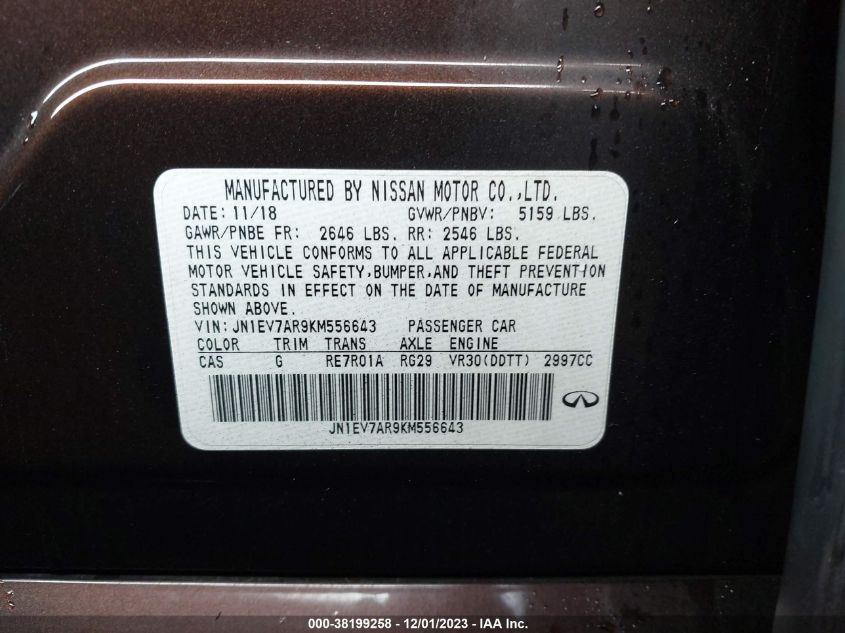 MANUFACTURED BY NISSAN MOTOR CO.,LTD.
DATE: 11/18 GVWR/PNBV: 5159 LBS.
GAWR/PNBE FR: 2646 LBS. RR: 2546 LBS.
THIS VEHICLE CONFORMS TO ALL APPLICABLE FEDERAL
MOTOR VEHICLE SAFETY,BUMPER,AND THEFT PREVENTION
STANDARDS IN EFFECT ON THE DATE OF MANUFACTURE
SHOWN ABOVE.
VIN: JN1EV7AR9KM556643 PASSENGER CAR
COLOR TRIM TRANS AXLE ENGINE
CAS G RE7R01A RG29 VR30(DDTT) 2997CC
JN1EV7AR9KM556643
000-38199258 - 12/01/2023 - IAA Inc.